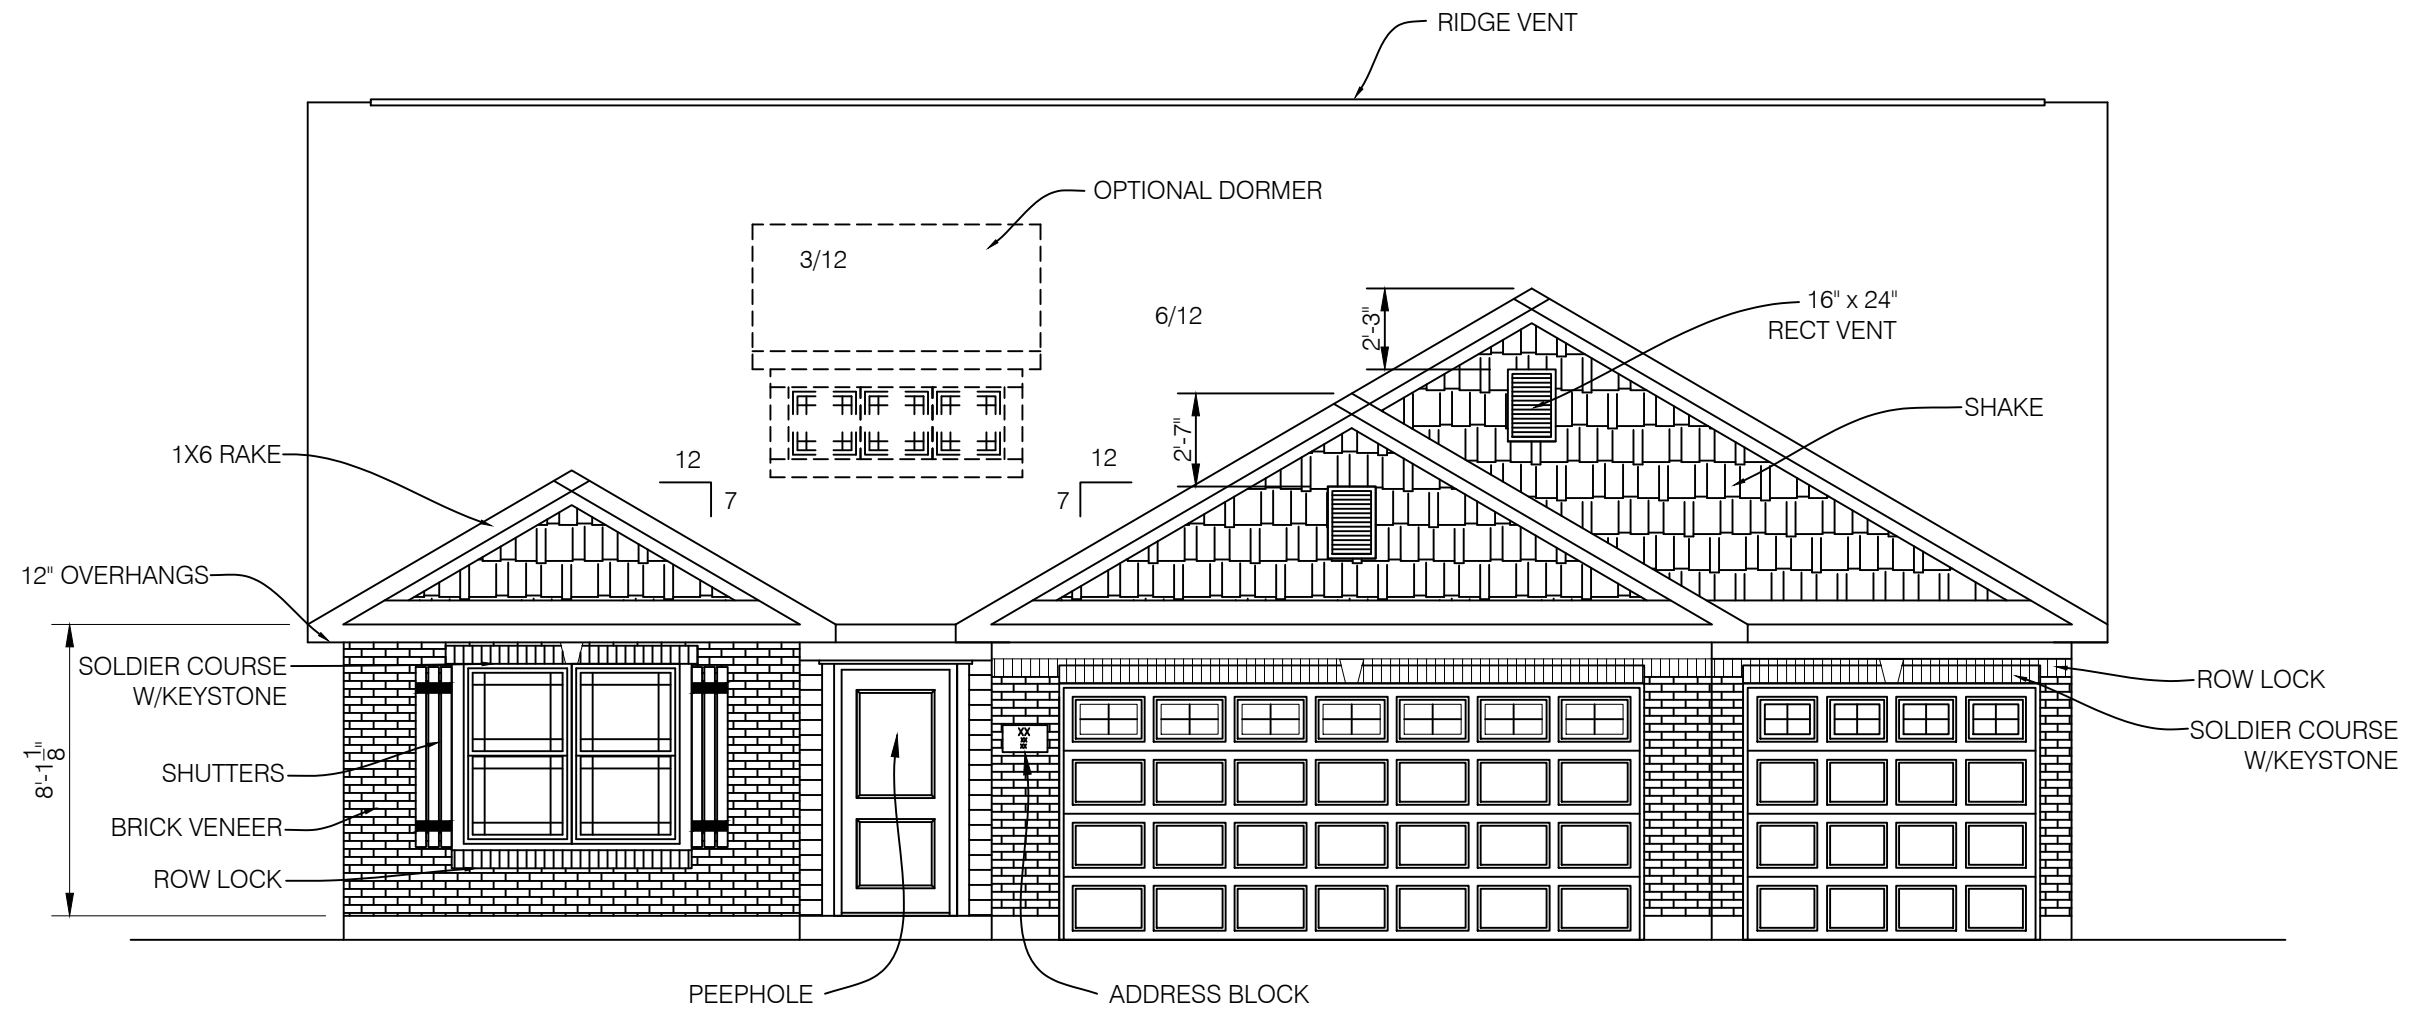 RIDGE VENT
OPTIONAL DORMER
3/12
6/12
2'-3"
16" x 24"
RECT VENT
SHAKE
2'-7"
1X6 RAKE
12
7
12
7
12" OVERHANGS
SOLDIER COURSE
W/KEYSTONE
ROW LOCK
SOLDIER COURSE
W/KEYSTONE
XX
XX
8'-1 1/8"
SHUTTERS
BRICK VENEER
ROW LOCK
PEEPHOLE
ADDRESS BLOCK